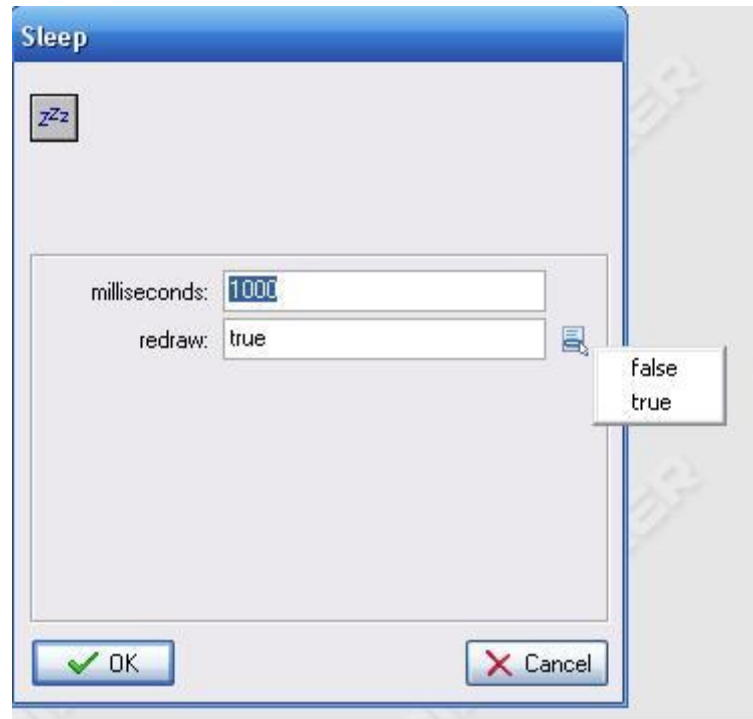 Sleep
zZz
milliseconds: 1000
redraw: true
false
true
OK
Cancel